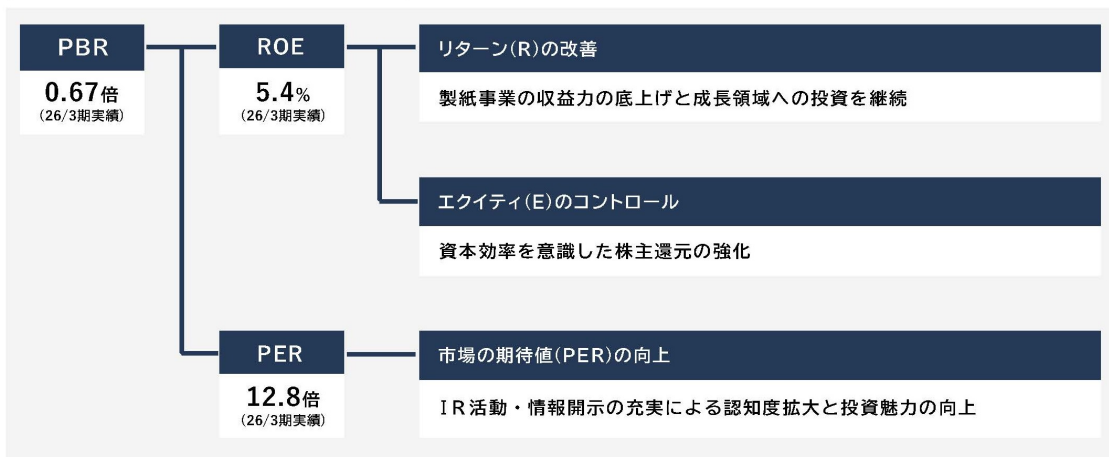 PBR
0.67倍
(26/3期実績)
ROE
5.4%
(26/3期実績)
リターン(R)の改善
製紙事業の収益力の底上げと成長領域への投資を継続
エクイティ(E)のコントロール
資本効率を意識した株主還元の強化
PER
12.8倍
(26/3期実績)
市場の期待値(PER)の向上
IR活動・情報開示の充実による認知度拡大と投資魅力の向上